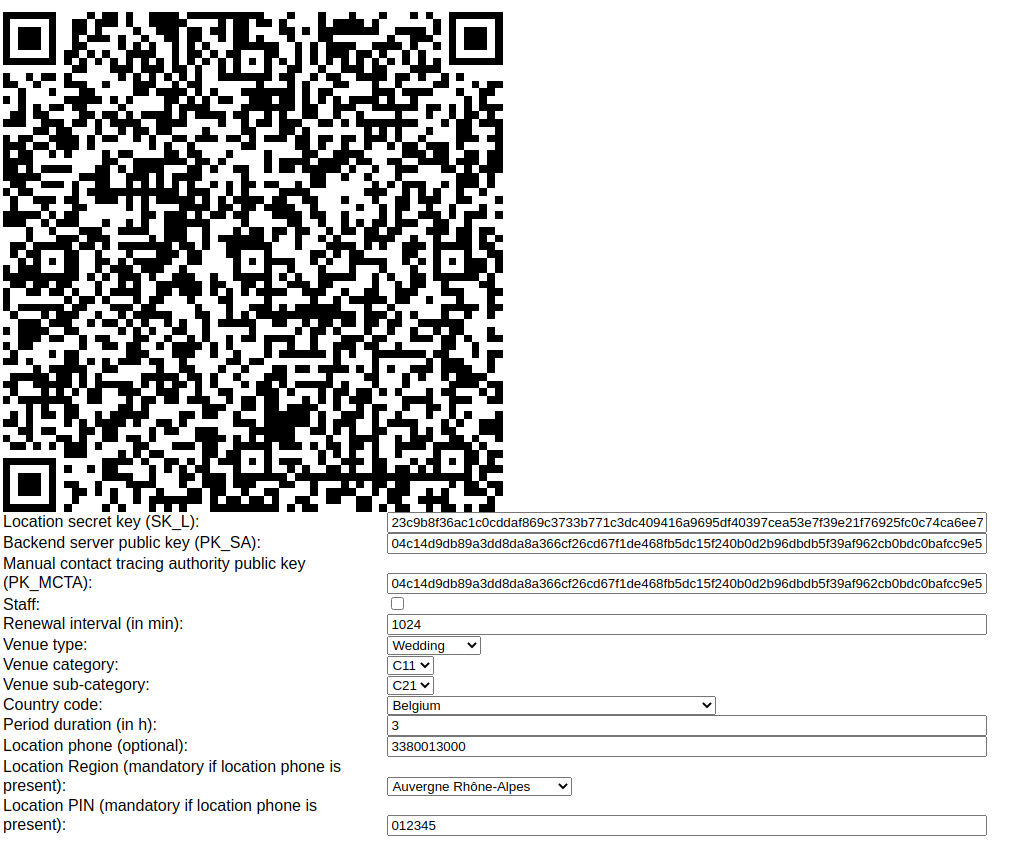 Location secret key (SK_L): 23c9b8f36ac1c0cddaf869c3733b771c3dc409416a9695df40397cea53e7f39e21f76925fc0c74ca6ee7
Backend server public key (PK_SA): 04c14d9db89a3dd8da8a366cf26cd67f1de468fb5dc15f240b0d2b96dbdb5f39af962cb0bdc0bafcc9e5
Manual contact tracing authority public key
(PK_MCTA): 04c14d9db89a3dd8da8a366cf26cd67f1de468fb5dc15f240b0d2b96dbdb5f39af962cb0bdc0bafcc9e5
Staff:
Renewal interval (in min): 1024
Venue type: Wedding
Venue category: C11
Venue sub-category: C21
Country code: Belgium
Period duration (in h): 3
Location phone (optional): 3380013000
Location Region (mandatory if location phone is
present): Auvergne Rhône-Alpes
Location PIN (mandatory if location phone is
present): 012345